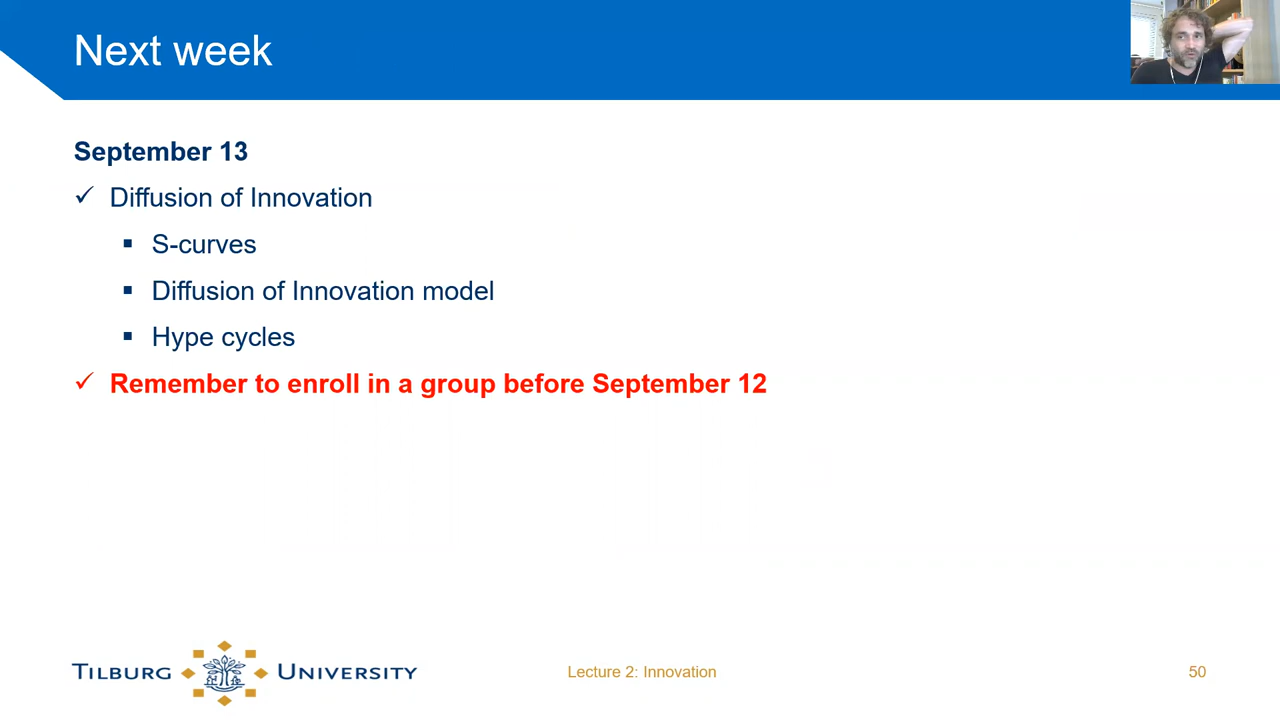 Next week
September 13
Diffusion of Innovation
S-curves
Diffusion of Innovation model
Hype cycles
Remember to enroll in a group before September 12
TILBURG UNIVERSITY
Lecture 2: Innovation
50